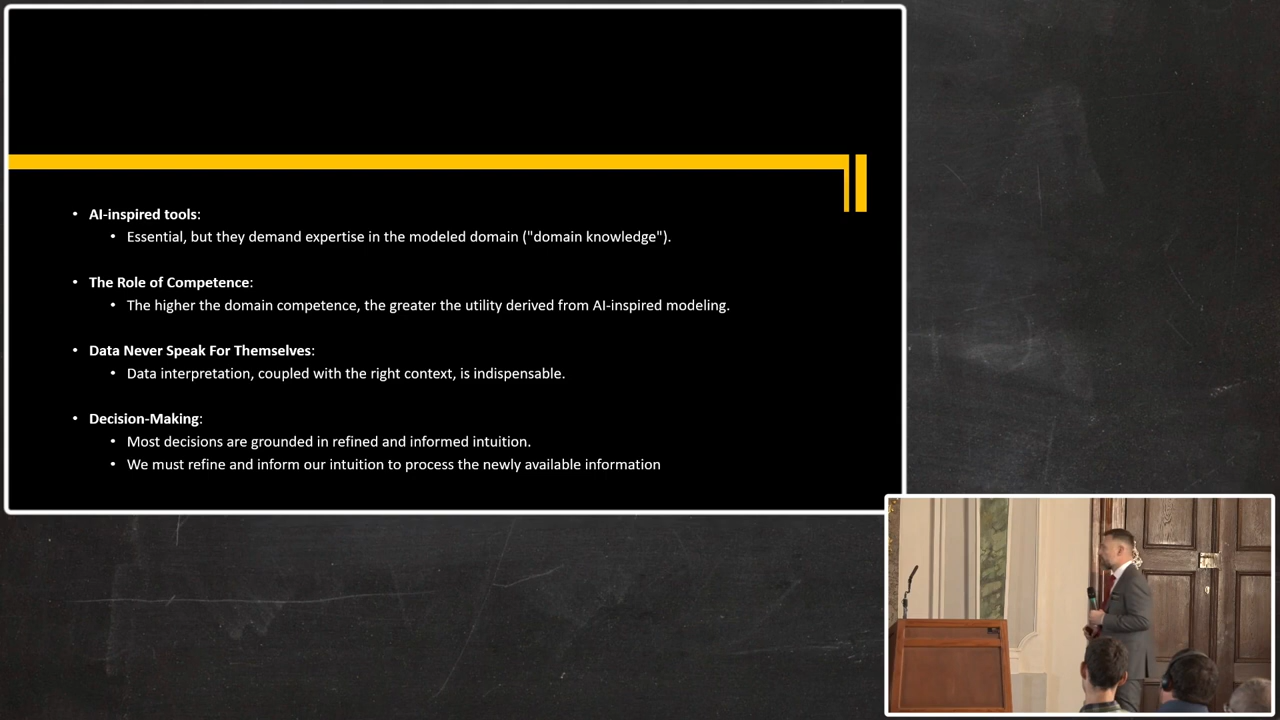 • AI-inspired tools:
• Essential, but they demand expertise in the modeled domain ("domain knowledge").
• The Role of Competence:
• The higher the domain competence, the greater the utility derived from AI-inspired modeling.
• Data Never Speak For Themselves:
• Data interpretation, coupled with the right context, is indispensable.
• Decision-Making:
• Most decisions are grounded in refined and informed intuition.
• We must refine and inform our intuition to process the newly available information